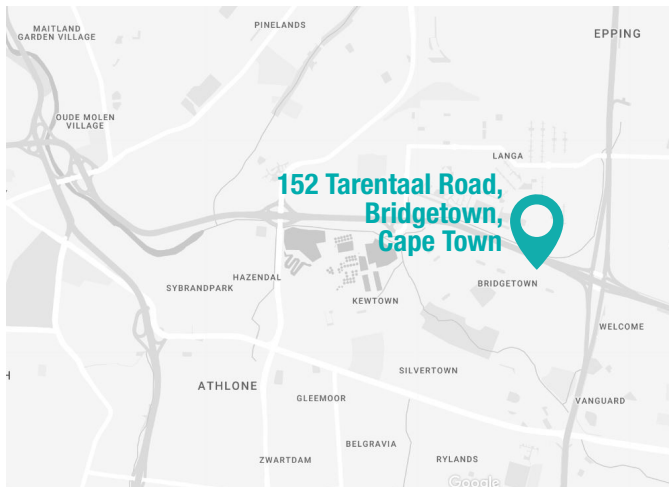 MAITLAND
GARDEN VILLAGE
PINELANDS
EPPING
OUDE MOLEN
VILLAGE
LANGA
152 Tarentaal Road,
Bridgetown,
Cape Town
HAZENDAL
SYBRANDPARK
BRIDGETOWN
KEWTOWN
WELCOME
SILVERTOWN
H
ATHLONE
GLEEMOOR
VANGUARD
BELGRAVIA
ZWARTDAM
RYLANDS
Google